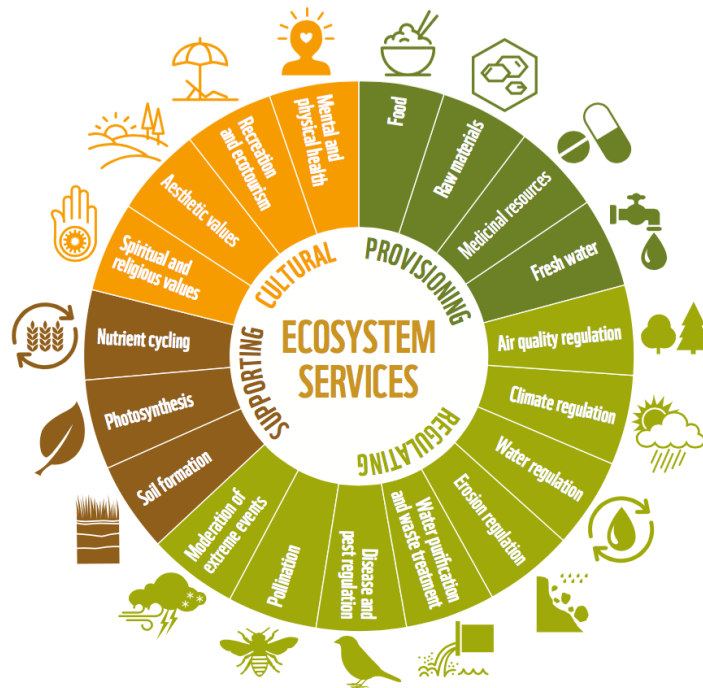 ECOSYSTEM
SERVICES
PROVISIONING
Food
Raw materials
Medicinal resources
Fresh water
REGULATING
Air quality regulation
Climate regulation
Water regulation
Erosion regulation
Water purification
and waste treatment
Disease and
pest regulation
Pollination
Moderation of
extreme events
SUPPORTING
Soil formation
Photosynthesis
Nutrient cycling
CULTURAL
Spiritual and
religious values
Aesthetic values
Recreation
and ecotourism
Mental and
physical health